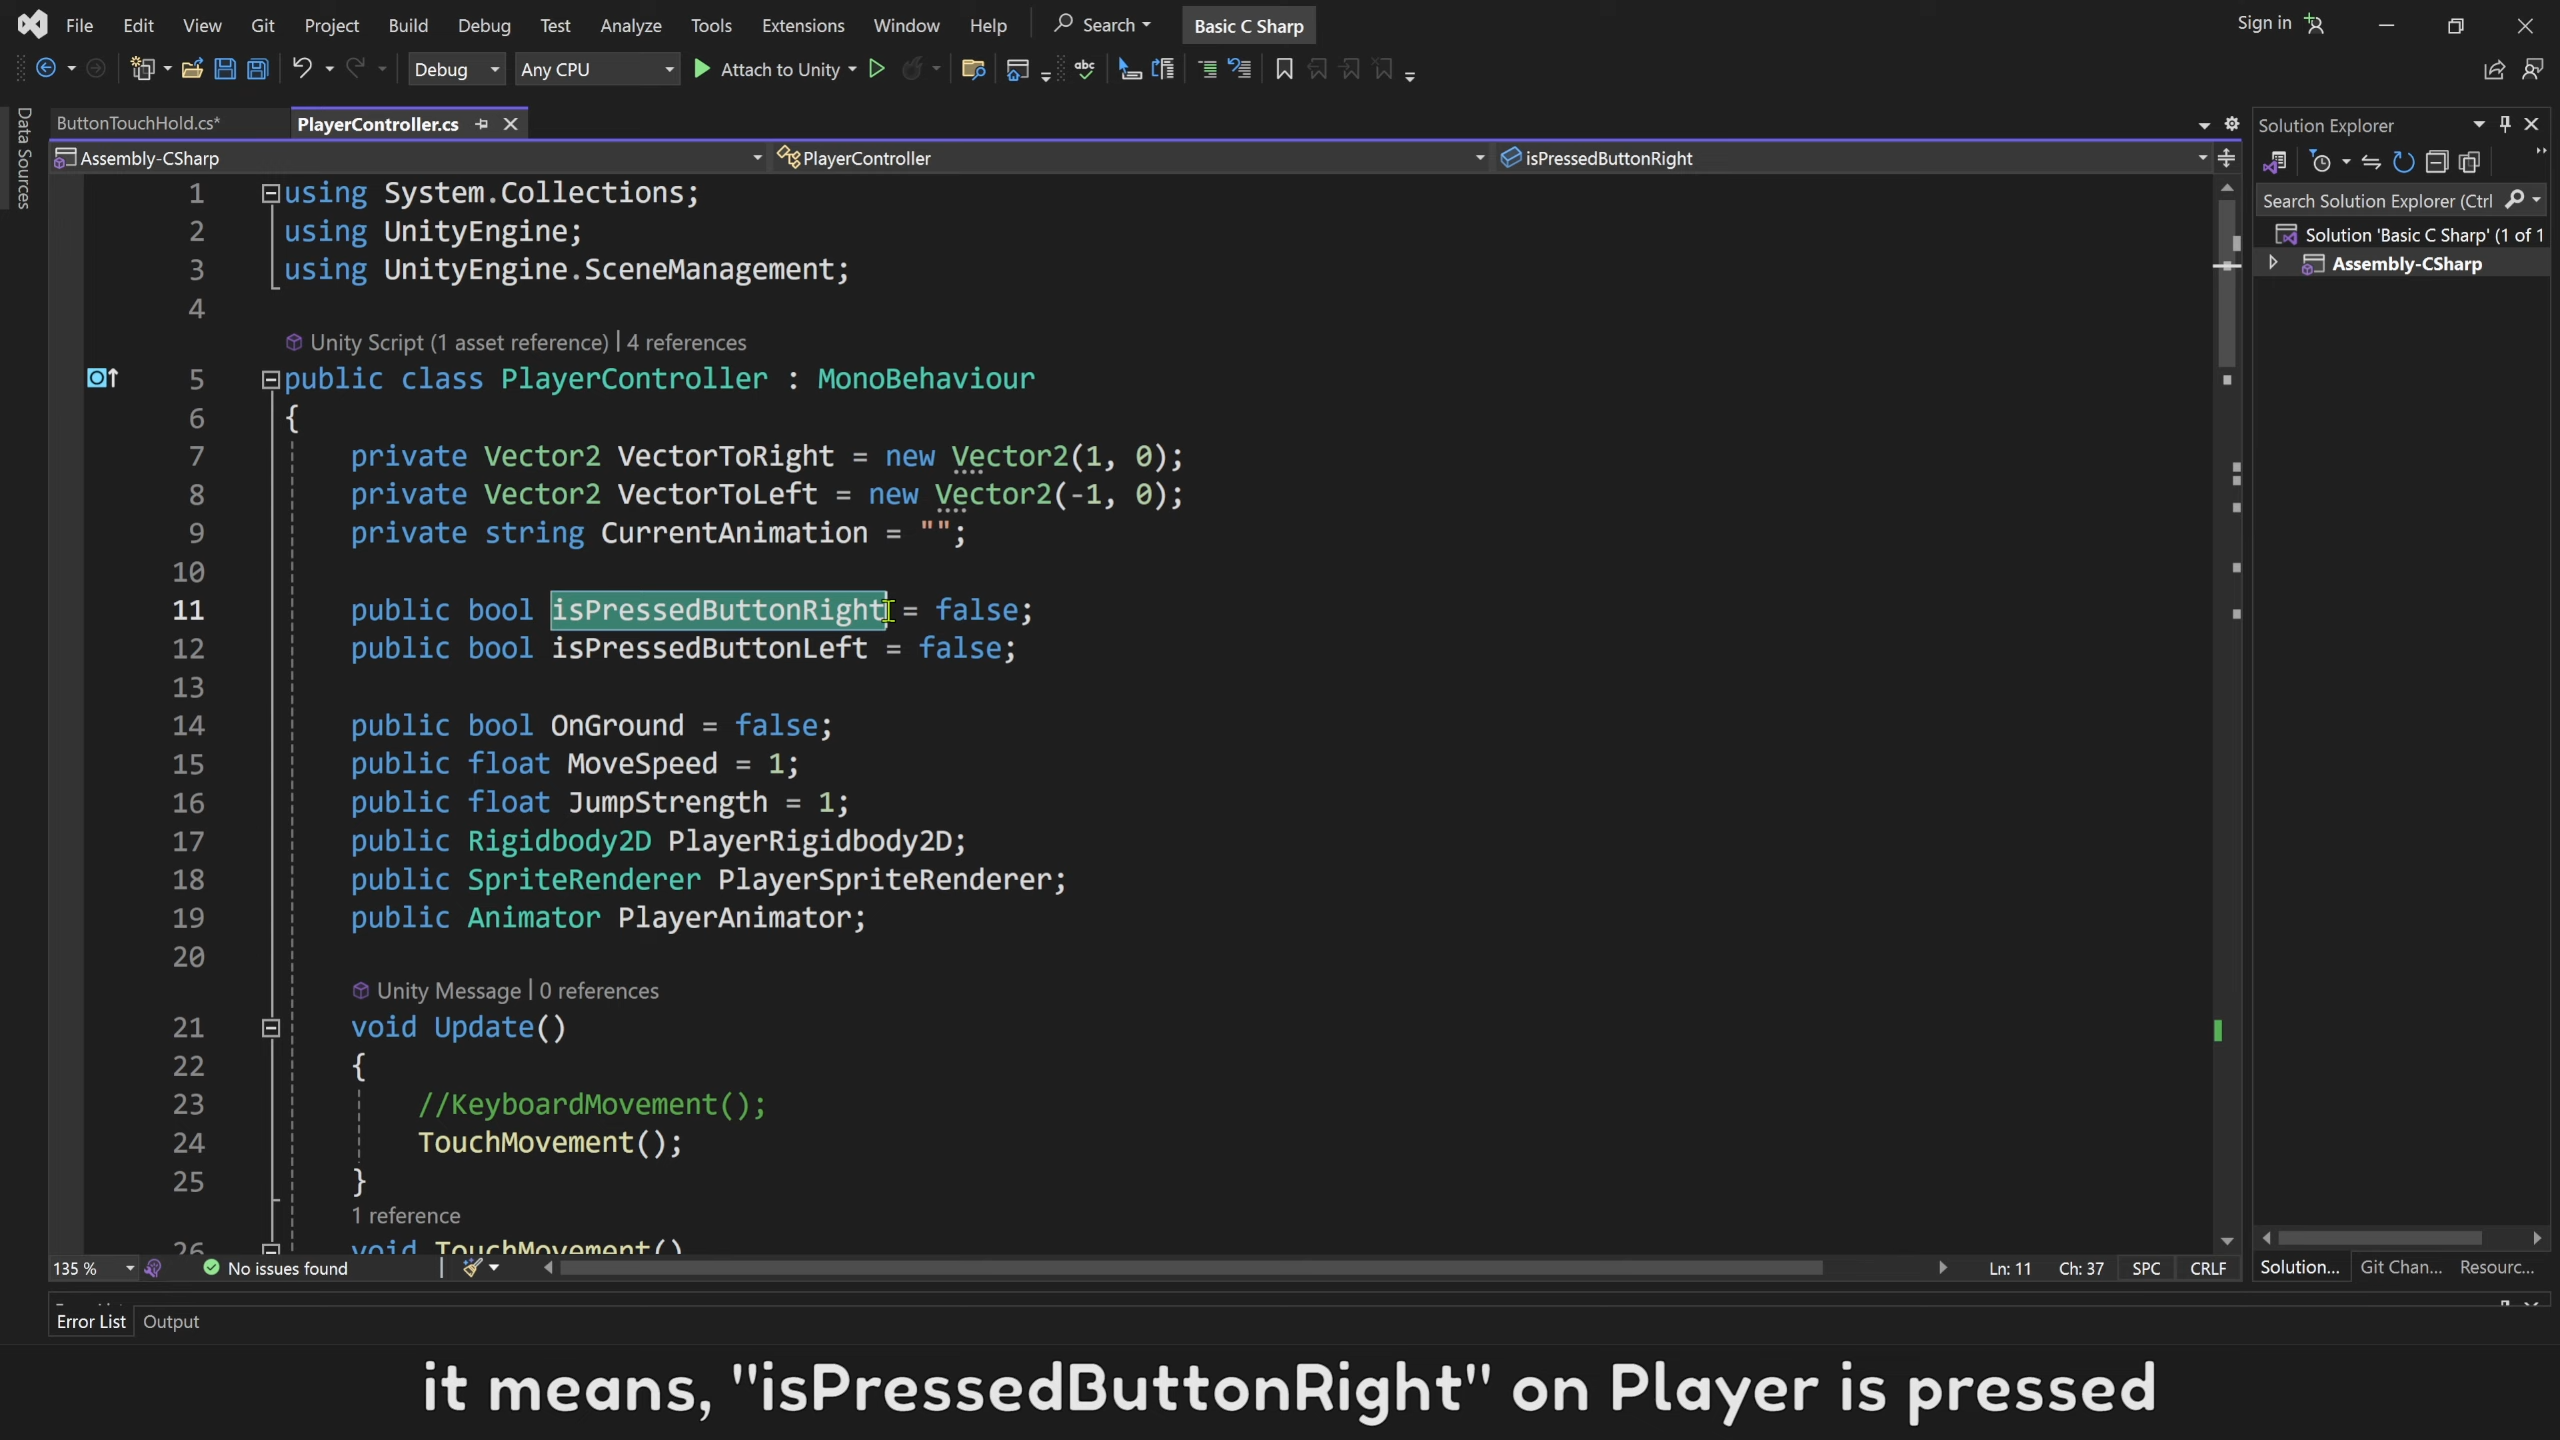 File Edit View Git Project Build Debug Test Analyze Tools Extensions Window Help Search Basic C Sharp Sign in
Debug Any CPU Attach to Unity
Data Sources
ButtonTouchHold.cs* PlayerController.cs
Assembly-CSharp PlayerController isPressedButtonRight
1 using System.Collections;
2 using UnityEngine;
3 using UnityEngine.SceneManagement;
4
Unity Script (1 asset reference) | 4 references
5 public class PlayerController : MonoBehaviour
6 {
7 private Vector2 VectorToRight = new Vector2(1, 0);
8 private Vector2 VectorToLeft = new Vector2(-1, 0);
9 private string CurrentAnimation = "";
10
11 public bool isPressedButtonRight = false;
12 public bool isPressedButtonLeft = false;
13
14 public bool OnGround = false;
15 public float MoveSpeed = 1;
16 public float JumpStrength = 1;
17 public Rigidbody2D PlayerRigidbody2D;
18 public SpriteRenderer PlayerSpriteRenderer;
19 public Animator PlayerAnimator;
20
Unity Message | 0 references
21 void Update()
22 {
23 //KeyboardMovement();
24 TouchMovement();
25 }
1 reference
26 void TouchMovement()
135 % No issues found Ln: 11 Ch: 37 SPC CRLF
Solution Explorer
Search Solution Explorer (Ctrl
Solution 'Basic C Sharp' (1 of 1
Assembly-CSharp
Solution... Git Chan... Resourc...
Error List Output
it means, "isPressedButtonRight" on Player is pressed